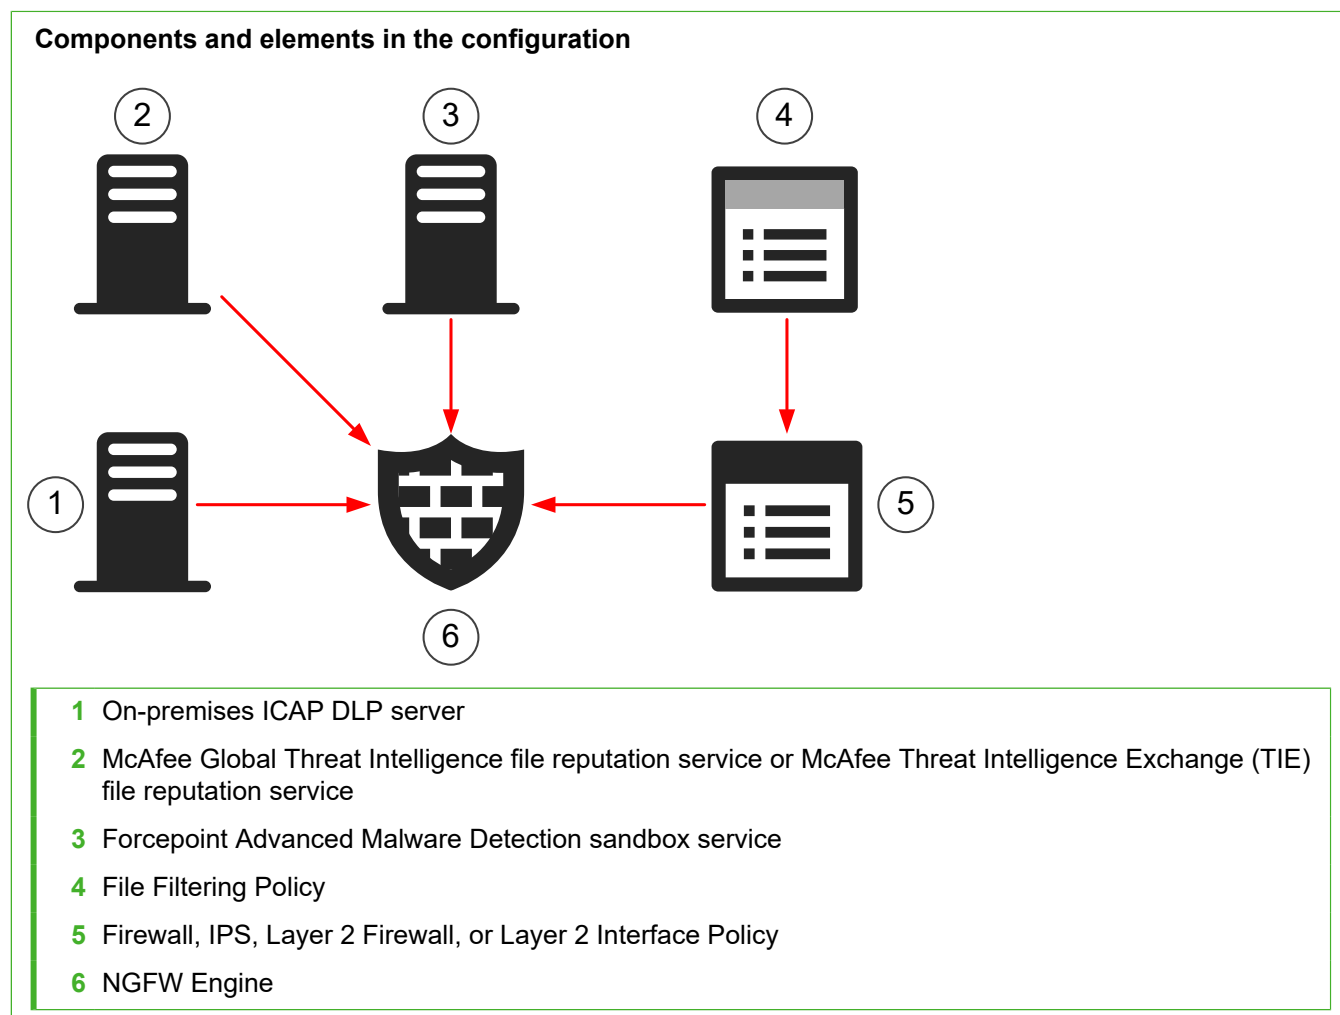 Components and elements in the configuration
2
3
4
1
5
6
1 On-premises ICAP DLP server
2 McAfee Global Threat Intelligence file reputation service or McAfee Threat Intelligence Exchange (TIE)
file reputation service
3 Forcepoint Advanced Malware Detection sandbox service
4 File Filtering Policy
5 Firewall, IPS, Layer 2 Firewall, or Layer 2 Interface Policy
6 NGFW Engine